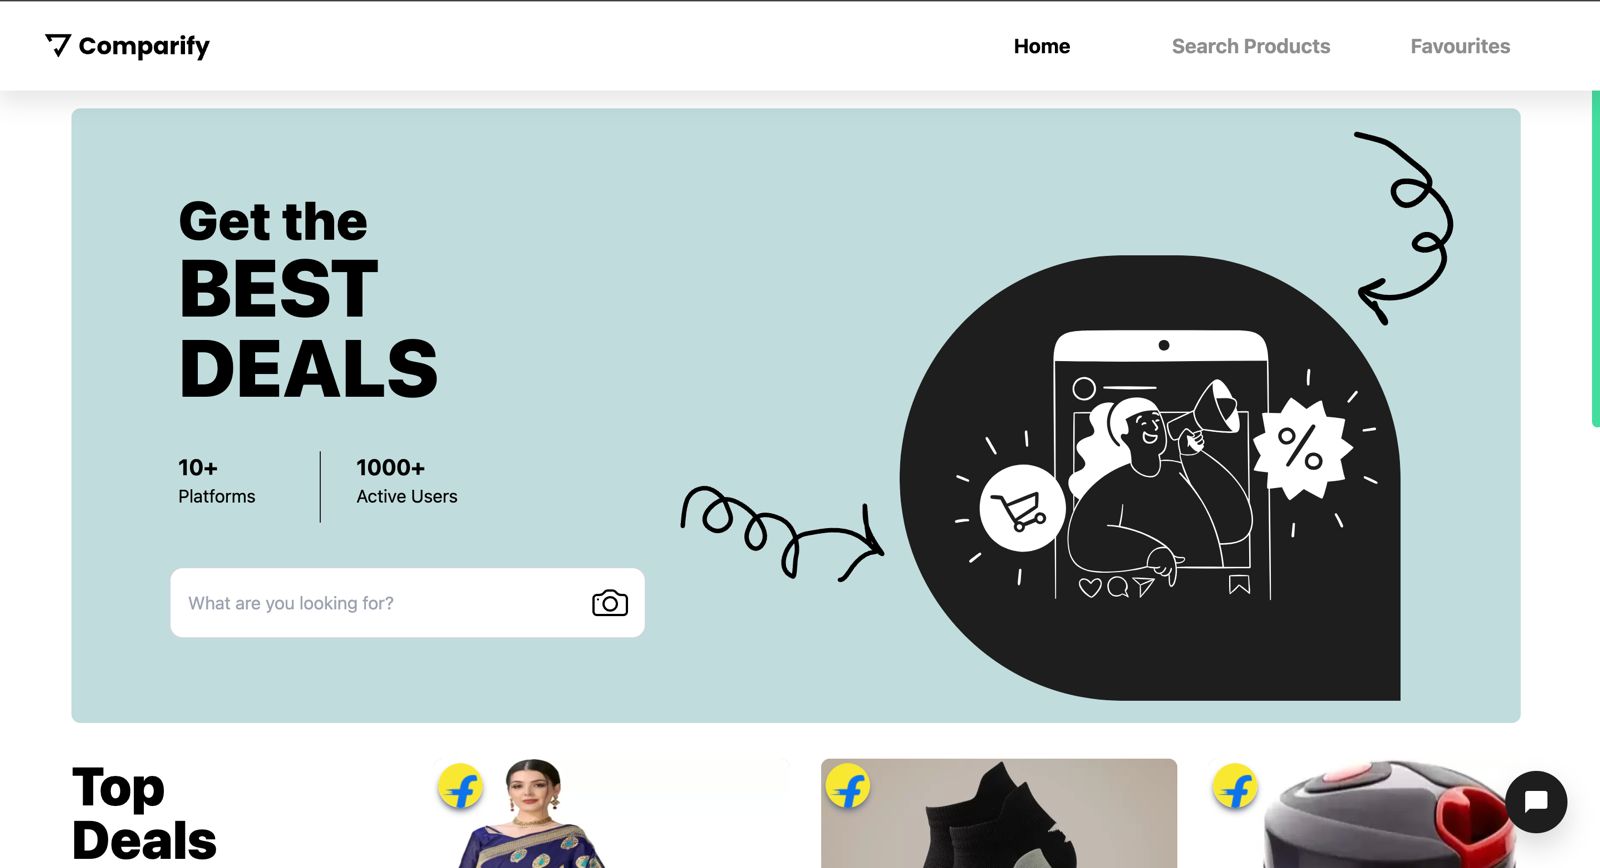 Comparify
Home
Search Products
Favourites
Get the
BEST
DEALS
10+
Platforms
1000+
Active Users
What are you looking for?
%
Top
Deals